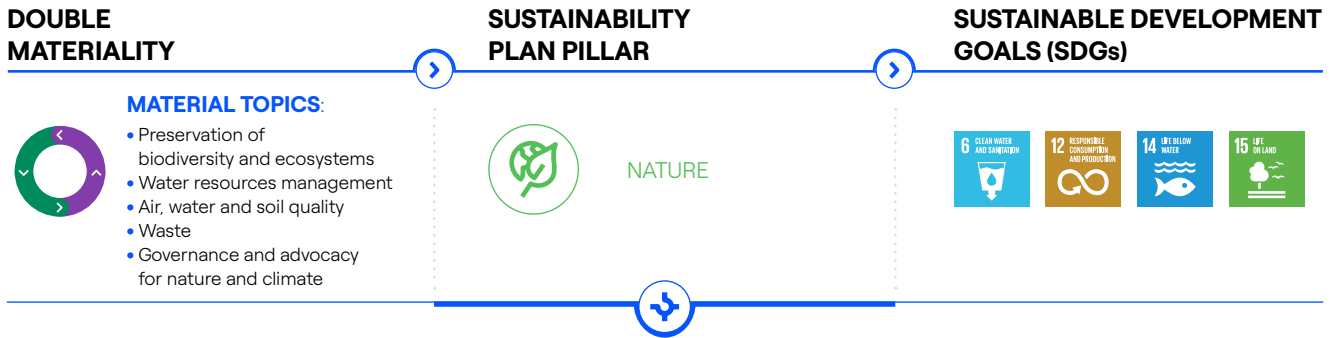 DOUBLE
MATERIALITY
SUSTAINABILITY
PLAN PILLAR
SUSTAINABLE DEVELOPMENT
GOALS (SDGs)
MATERIAL TOPICS:
• Preservation of
biodiversity and ecosystems
• Water resources management
• Air, water and soil quality
• Waste
• Governance and advocacy
for nature and climate
NATURE
6 CLEAN WATER
AND SANITATION
12 RESPONSIBLE
CONSUMPTION
AND PRODUCTION
14 LIFE BELOW
WATER
15 LIFE
ON LAND